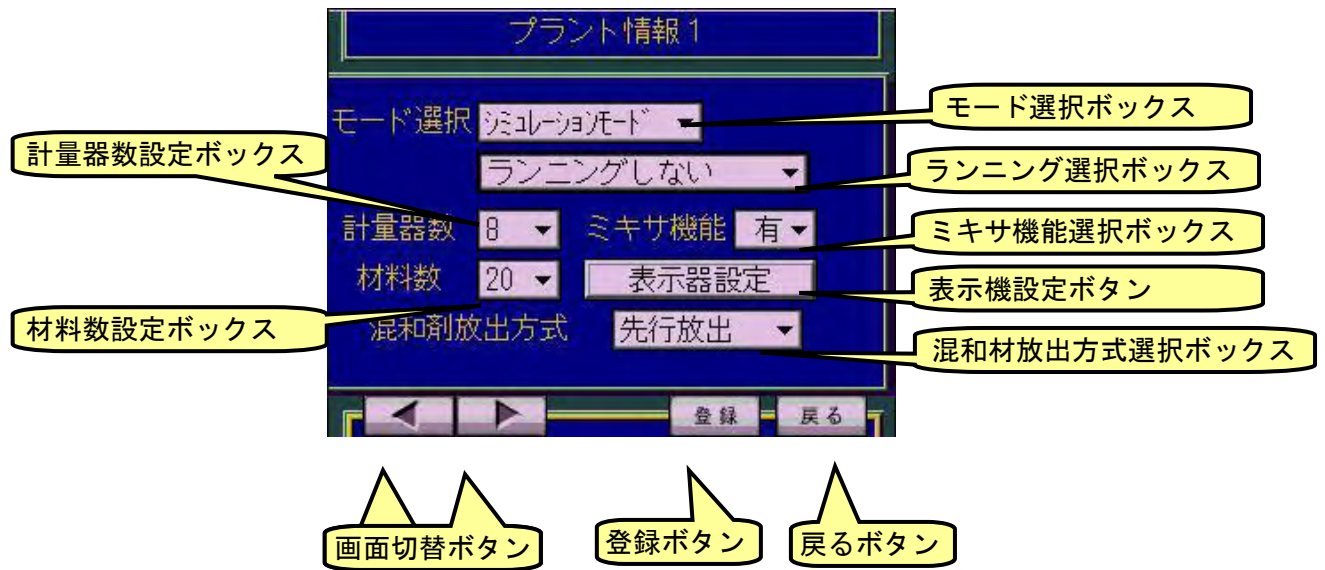 プラント情報1
モード選択 シミュレーションモード
モード選択ボックス
計量器数設定ボックス
ランニングしない
ランニング選択ボックス
計量器数 8 ミキサ機能 有
ミキサ機能選択ボックス
材料数 20 表示器設定
表示機設定ボタン
材料数設定ボックス
混和剤放出方式 先行放出
混和材放出方式選択ボックス
登録 戻る
画面切替ボタン
登録ボタン
戻るボタン